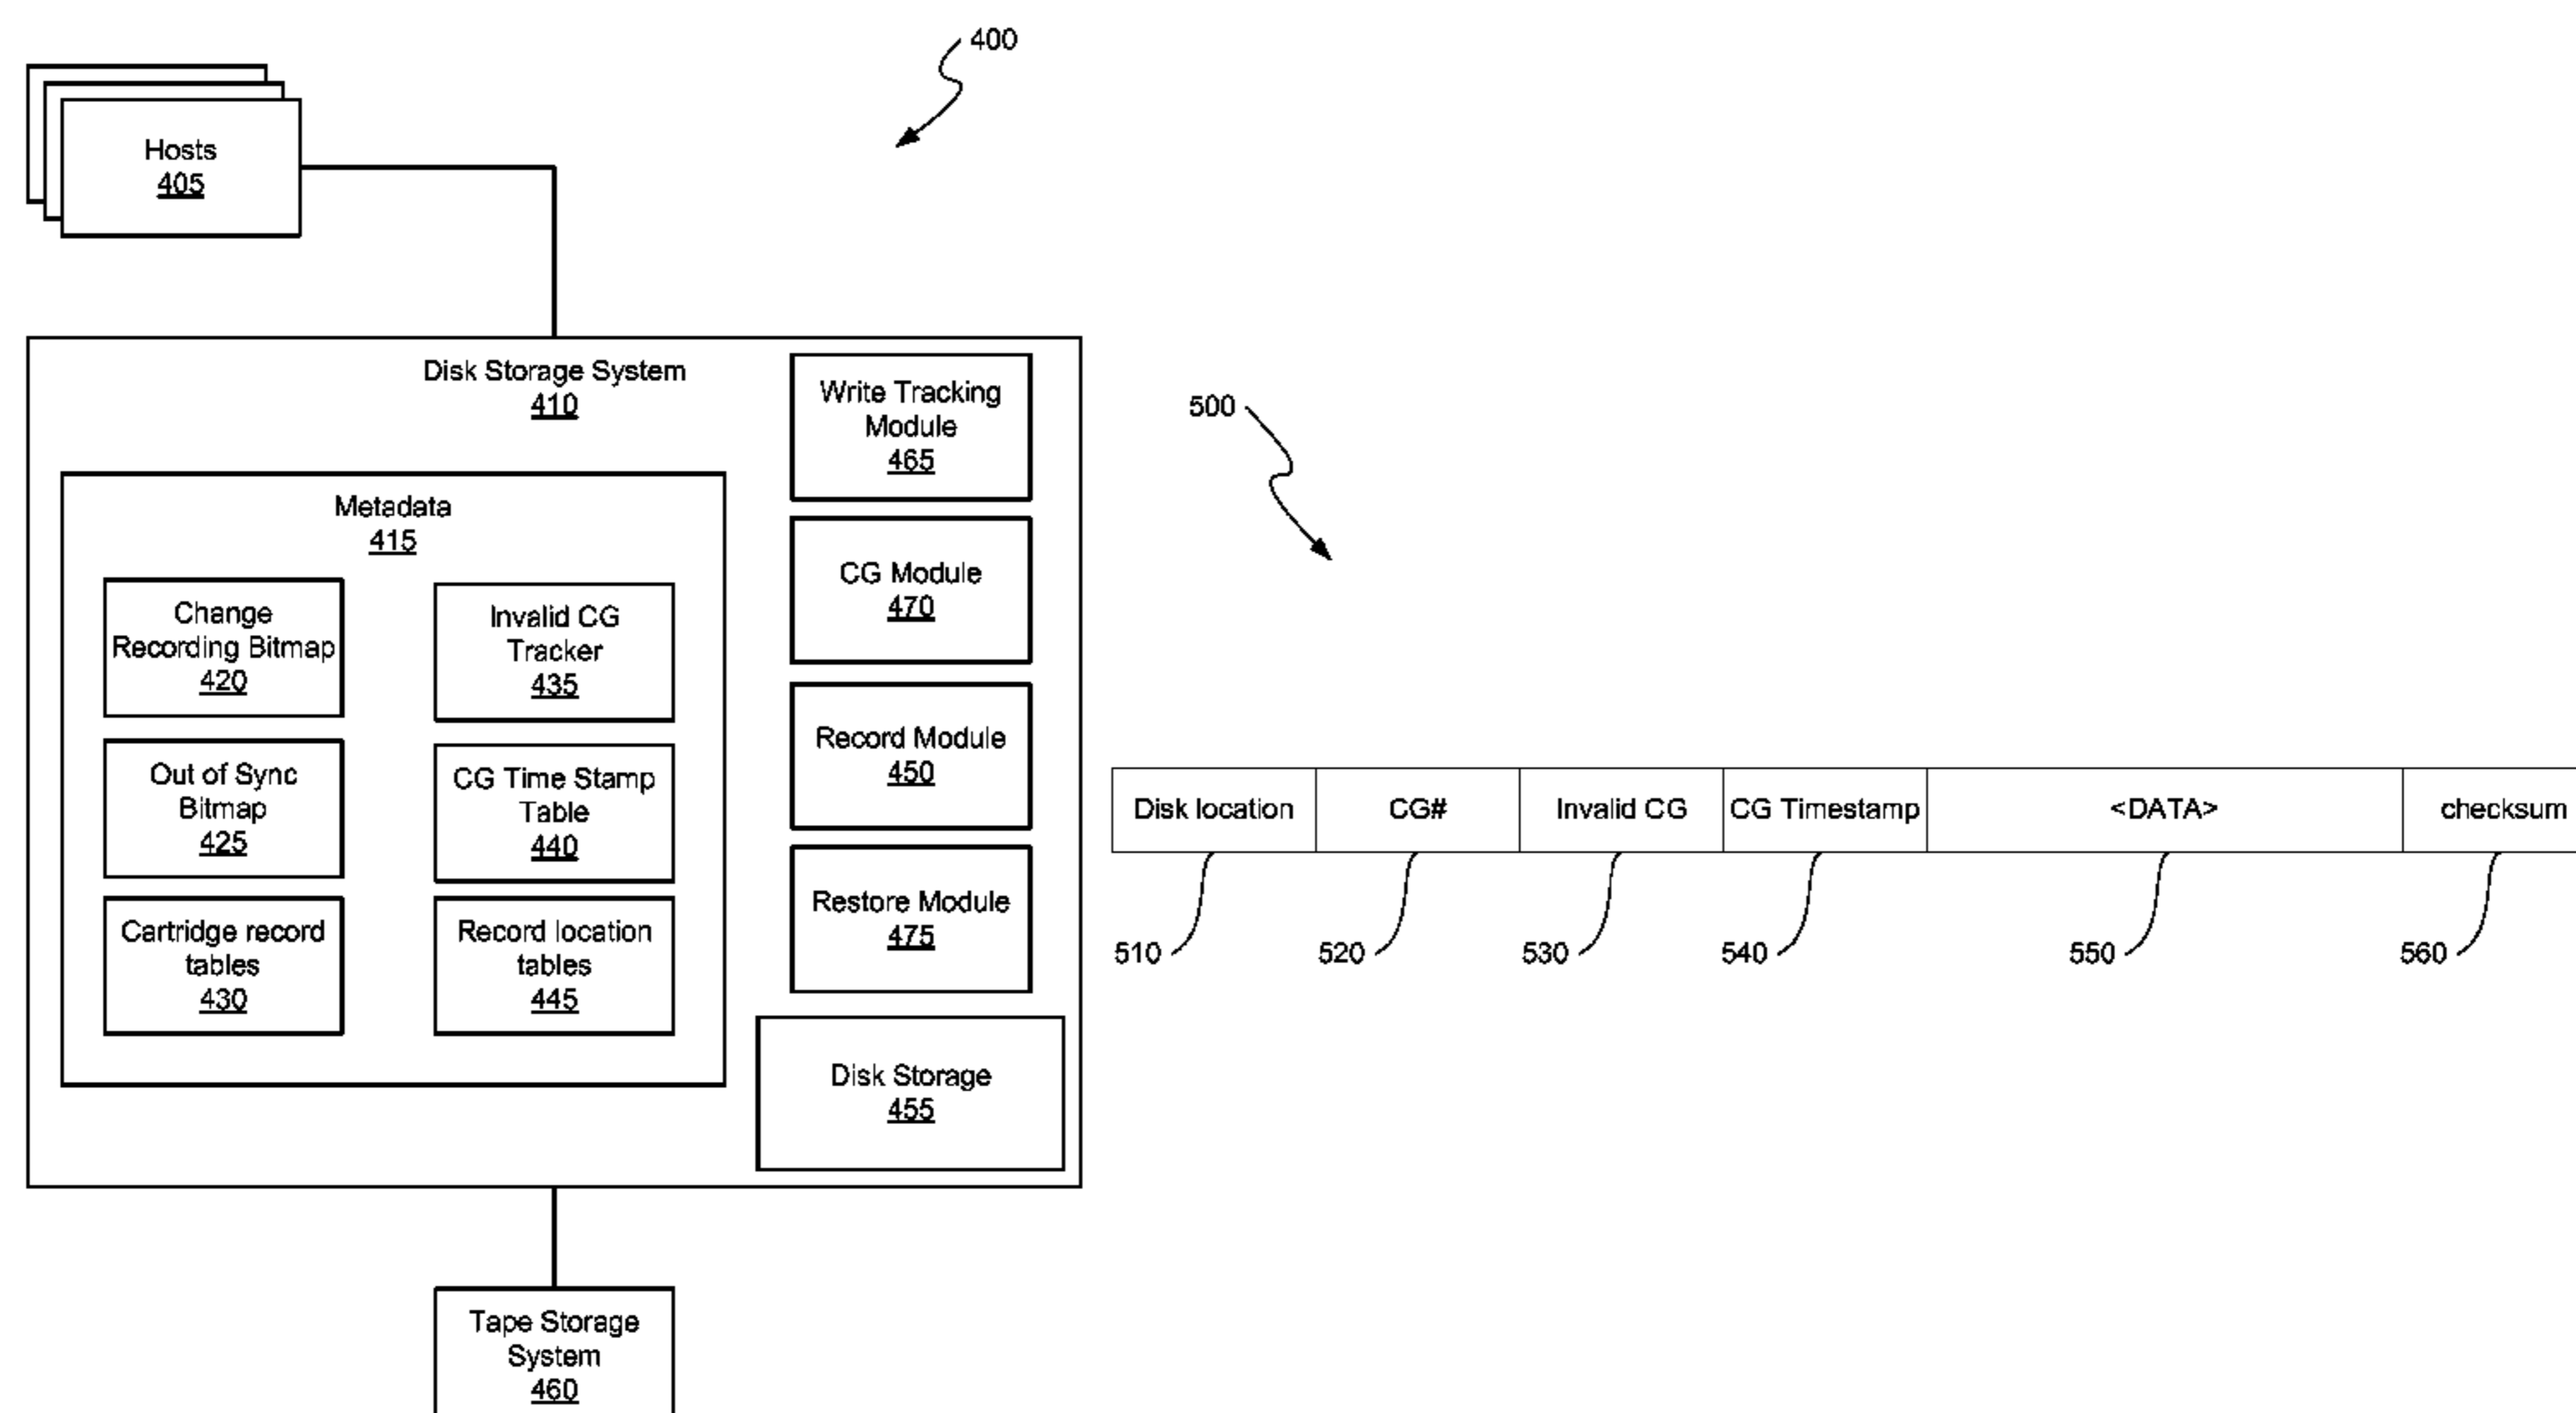 400
Hosts
405
Disk Storage System
410
Write Tracking
Module
465
Metadata
415
CG Module
470
Change
Recording Bitmap
420
Invalid CG
Tracker
435
Record Module
450
Out of Sync
Bitmap
425
CG Time Stamp
Table
440
Restore Module
475
Cartridge record
tables
430
Record location
tables
445
Disk Storage
455
Tape Storage
System
460
500
Disk location CG# Invalid CG CG Timestamp <DATA> checksum
510 520 530 540 550 560